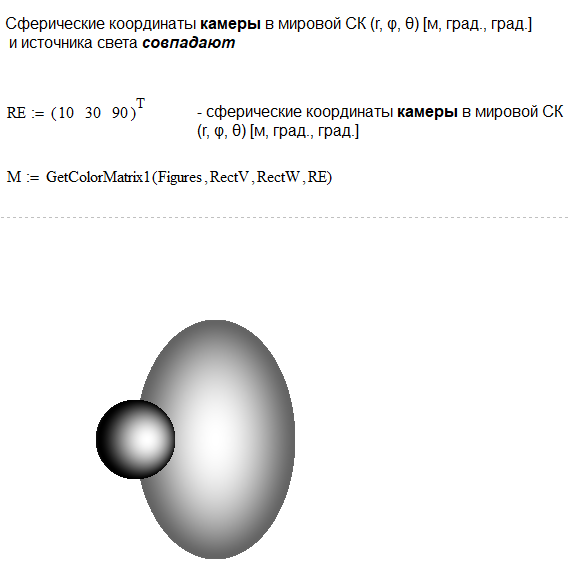 Сферические координаты камеры в мировой СК (r, φ, θ) [м, град., град.]
и источника света совпадают
RE := (10 30 90)^T - сферические координаты камеры в мировой СК
(r, φ, θ) [м, град., град.]
M := GetColorMatrix1(Figures,RectV,RectW,RE)